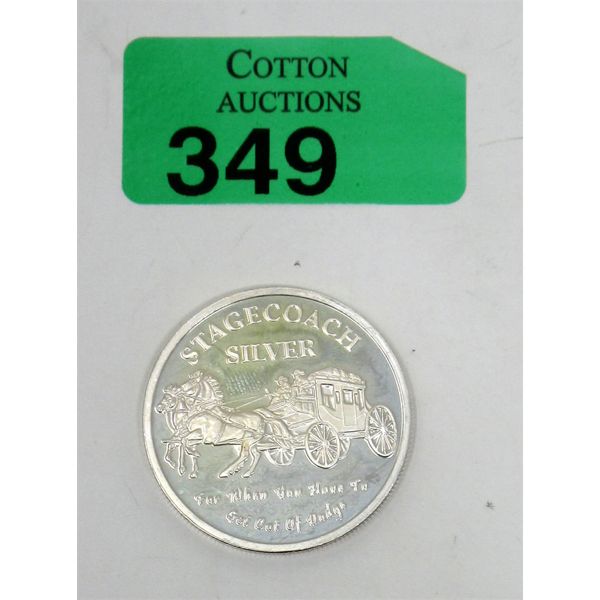 COTTON
AUCTIONS
349
STAGECOACH
SILVER
For When You Have To
Get Out Of Dodge